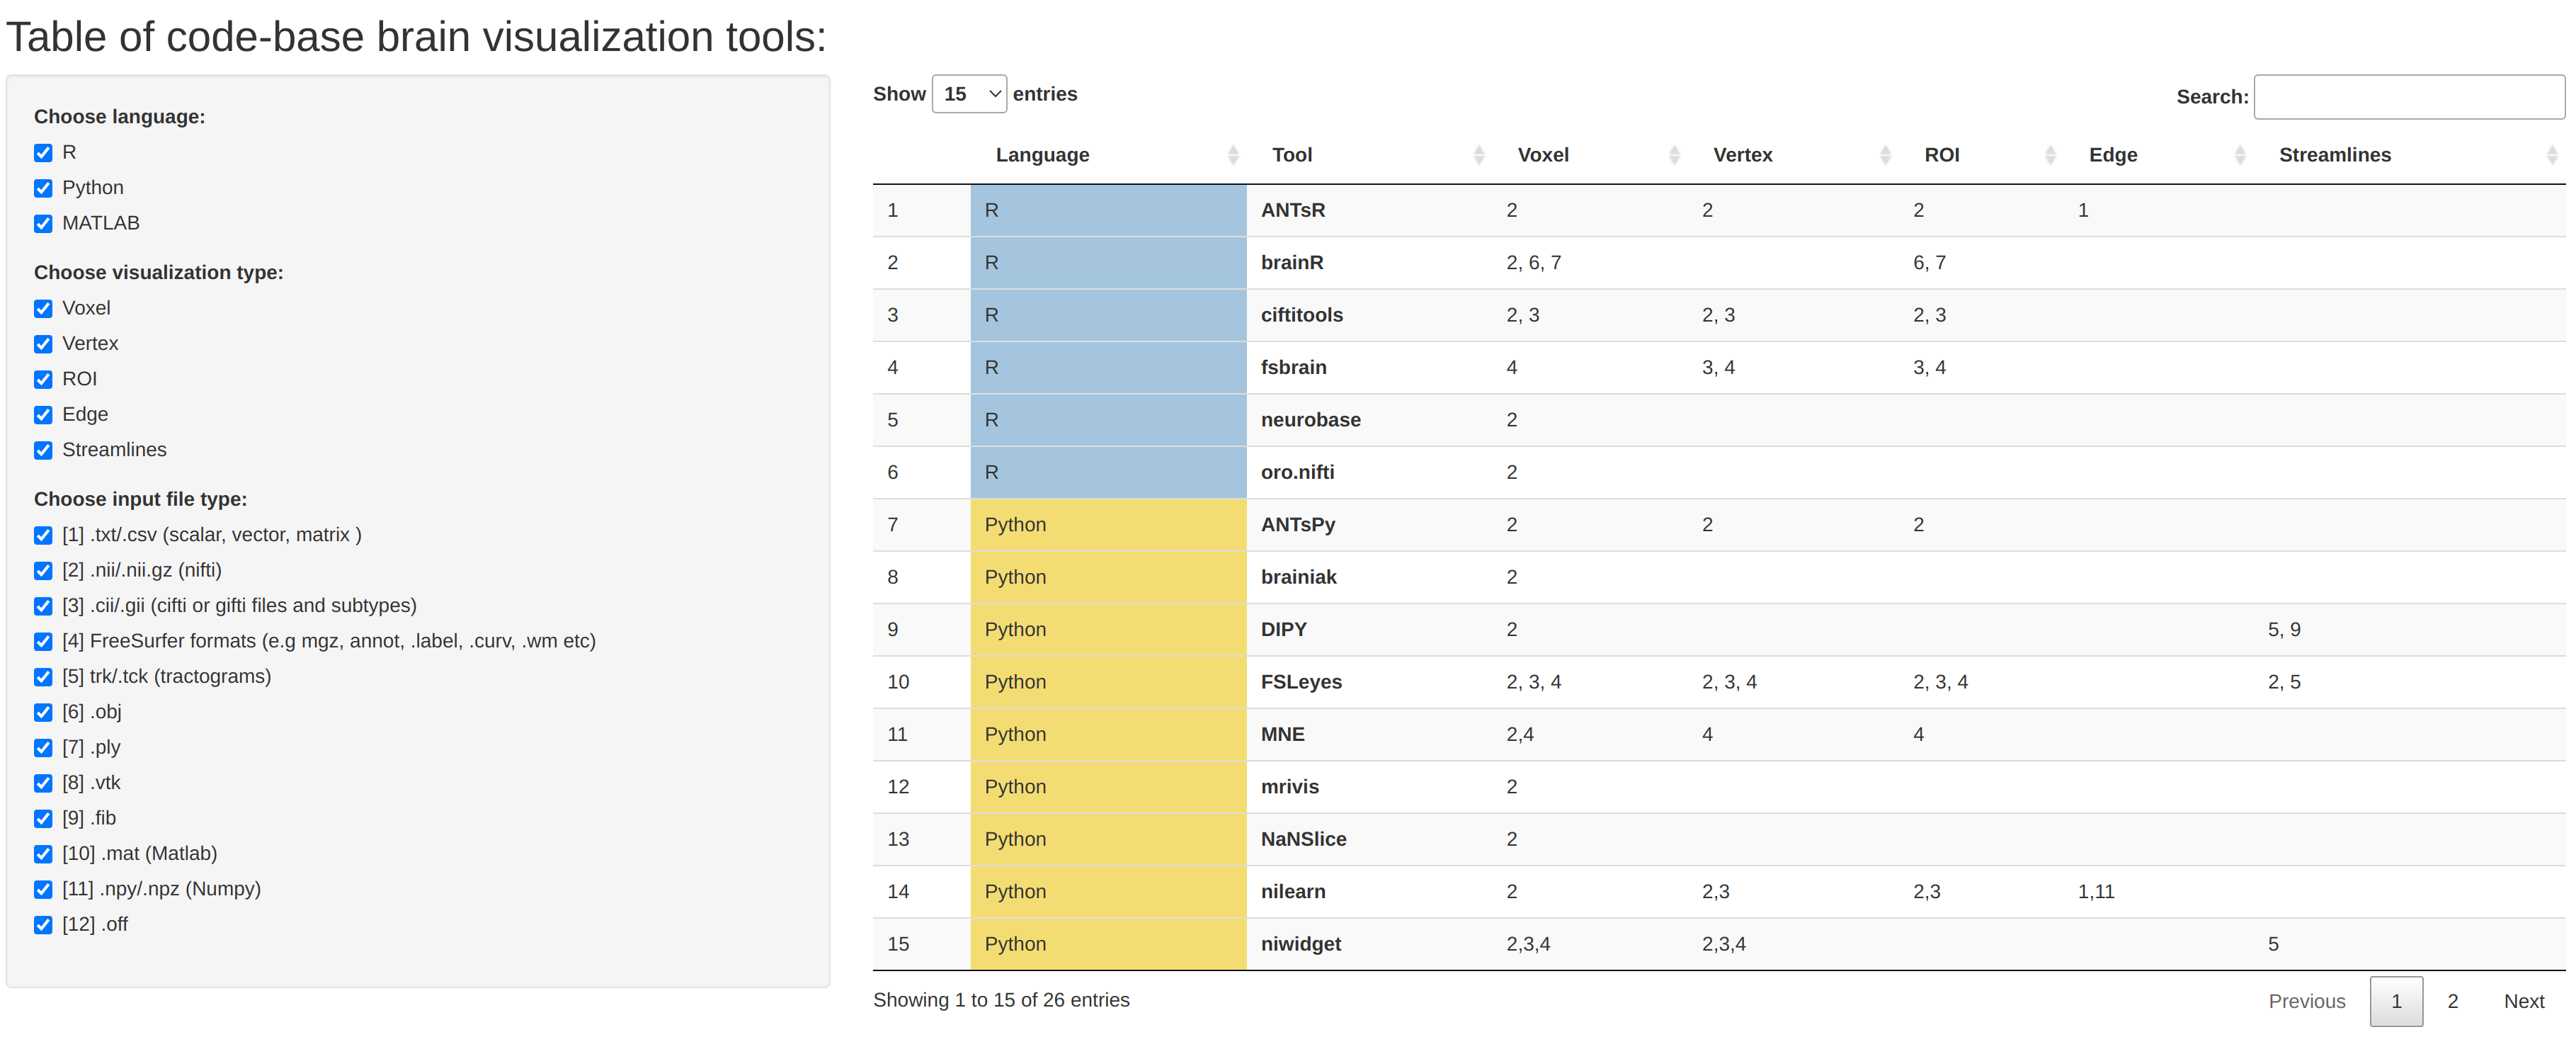 Table of code-base brain visualization tools:
Choose language:
R
Python
MATLAB
Choose visualization type:
Voxel
Vertex
ROI
Edge
Streamlines
Choose input file type:
[1] .txt/.csv (scalar, vector, matrix )
[2] .nii/.nii.gz (nifti)
[3] .cii/.gii (cifti or gifti files and subtypes)
[4] FreeSurfer formats (e.g mgz, annot, .label, .curv, .wm etc)
[5] trk/.tck (tractograms)
[6] .obj
[7] .ply
[8] .vtk
[9] .fib
[10] .mat (Matlab)
[11] .npy/.npz (Numpy)
[12] .off
Show 15 entries
Search:
Language Tool Voxel Vertex ROI Edge Streamlines
1 R ANTsR 2 2 2 1
2 R brainR 2, 6, 7 6, 7
3 R ciftitools 2, 3 2, 3 2, 3
4 R fsbrain 4 3, 4 3, 4
5 R neurobase 2
6 R oro.nifti 2
7 Python ANTsPy 2 2 2
8 Python brainiak 2
9 Python DIPY 2 5, 9
10 Python FSLeyes 2, 3, 4 2, 3, 4 2, 3, 4 2, 5
11 Python MNE 2,4 4 4
12 Python mrivis 2
13 Python NaNSlice 2
14 Python nilearn 2 2,3 2,3 1,11
15 Python niwidget 2,3,4 2,3,4 5
Showing 1 to 15 of 26 entries
Previous 1 2 Next